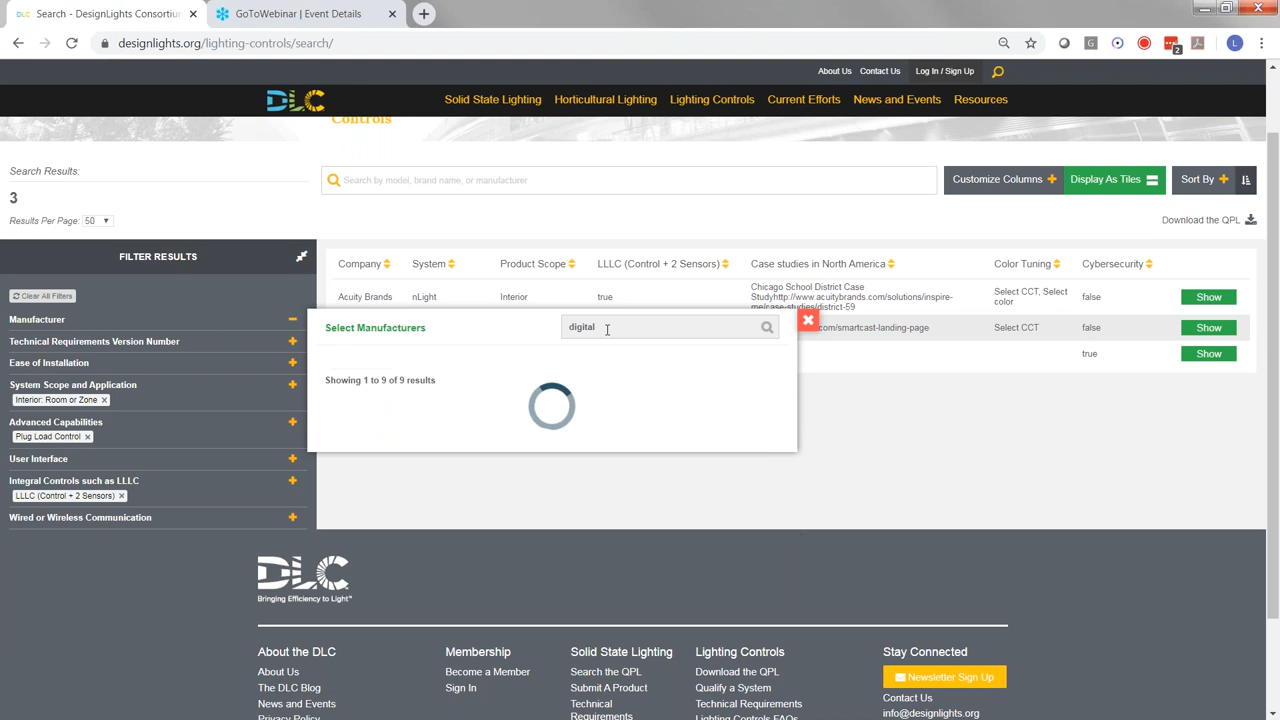 Search - DesignLights Consortium
GoToWebinar | Event Details
designlights.org/lighting-controls/search/
2
L
About Us
Contact Us
Log In / Sign Up
DLC
Solid State Lighting
Horticultural Lighting
Lighting Controls
Current Efforts
News and Events
Resources
Controls
Search Results:
3
Results Per Page: 50
Search by model, brand name, or manufacturer
Customize Columns
Display As Tiles
Sort By
Download the QPL
FILTER RESULTS
Clear All Filters
Manufacturer
Technical Requirements Version Number
Ease of Installation
System Scope and Application
Interior: Room or Zone
Advanced Capabilities
Plug Load Control
User Interface
Integral Controls such as LLLC
LLLC (Control + 2 Sensors)
Wired or Wireless Communication
Company
System
Product Scope
LLLC (Control + 2 Sensors)
Case studies in North America
Color Tuning
Cybersecurity
Acuity Brands
nLight
Interior
true
Chicago School District Case
Studyhttp://www.acuitybrands.com/solutions/inspire-
me/case-studies/district-59
Select CCT, Select
color
false
Show
com/smartcast-landing-page
Select CCT
false
Show
true
Show
Select Manufacturers
digital
Showing 1 to 9 of 9 results
DLC
Bringing Efficiency to Light™
About the DLC
About Us
The DLC Blog
News and Events
Privacy Policy
Membership
Become a Member
Sign In
Solid State Lighting
Search the QPL
Submit A Product
Technical
Requirements
Lighting Controls
Download the QPL
Qualify a System
Technical Requirements
Lighting Controls FAQs
Stay Connected
Newsletter Sign Up
Contact Us
info@designlights.org